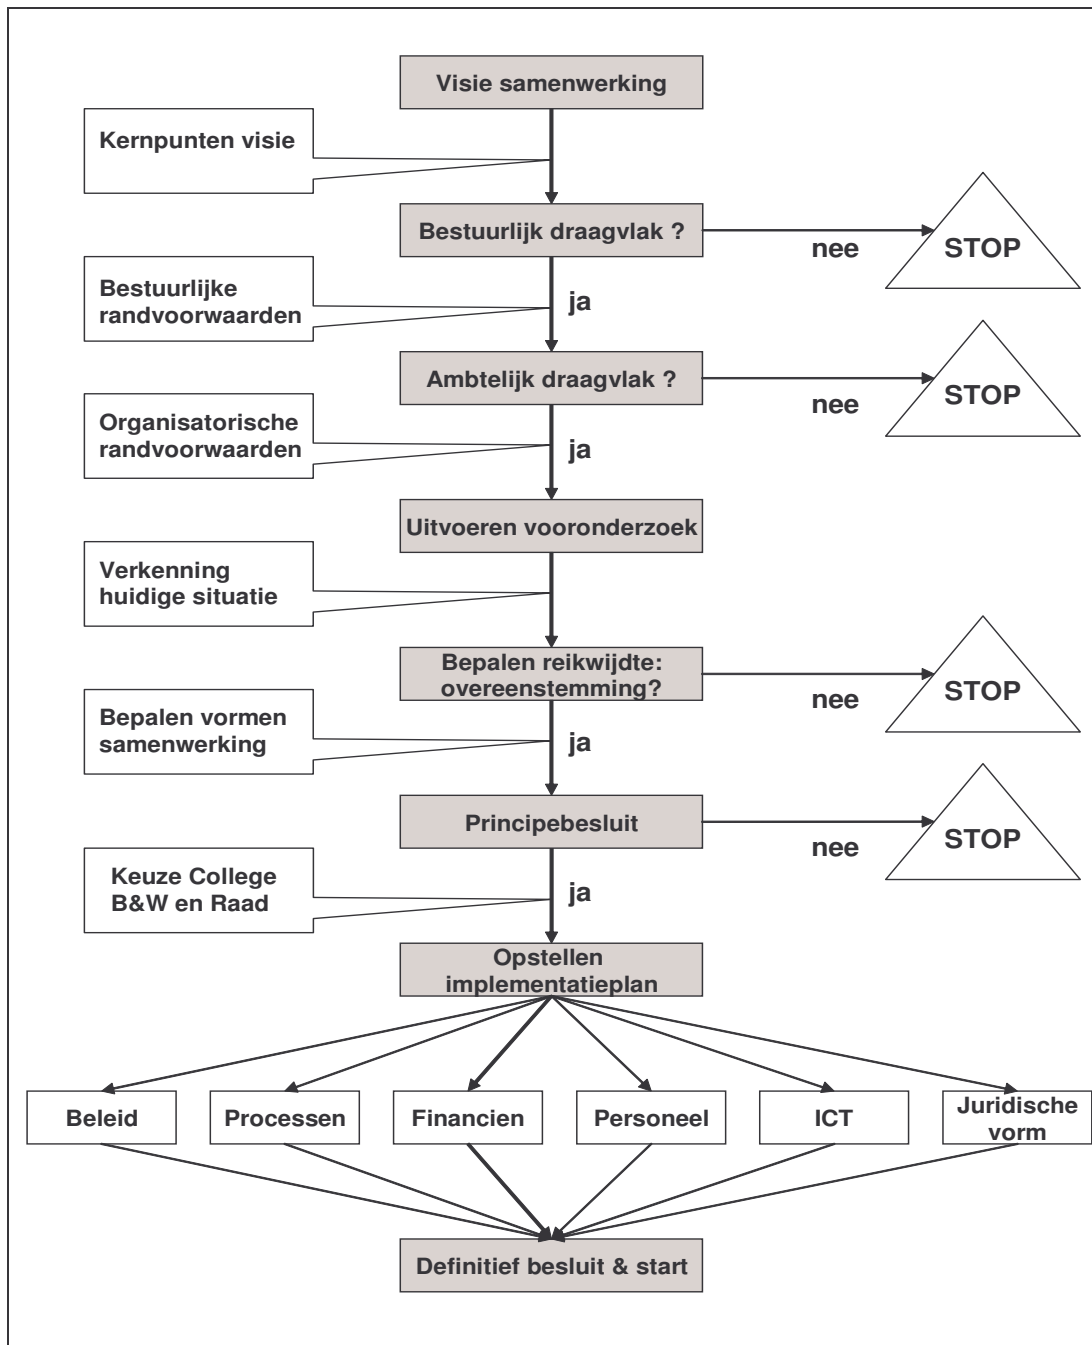 Visie samenwerking
Kernpunten visie
Bestuurlijk draagvlak ?
nee
STOP
Bestuurlijke
randvoorwaarden
ja
Ambtelijk draagvlak ?
nee
STOP
Organisatorische
randvoorwaarden
ja
Uitvoeren vooronderzoek
Verkenning
huidige situatie
Bepalen reikwijdte:
overeenstemming?
nee
STOP
Bepalen vormen
samenwerking
ja
Principebesluit
nee
STOP
Keuze College
B&W en Raad
ja
Opstellen
implementatieplan
Beleid
Processen
Financien
Personeel
ICT
Juridische
vorm
Definitief besluit & start